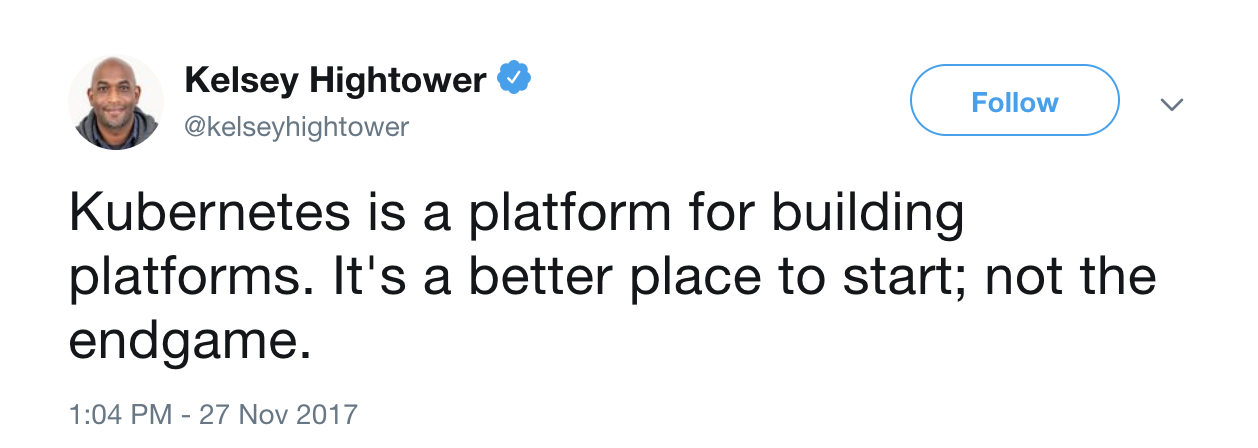 Kelsey Hightower
@kelseyhightower
Follow
Kubernetes is a platform for building
platforms. It's a better place to start; not the
endgame.
1:04 PM - 27 Nov 2017